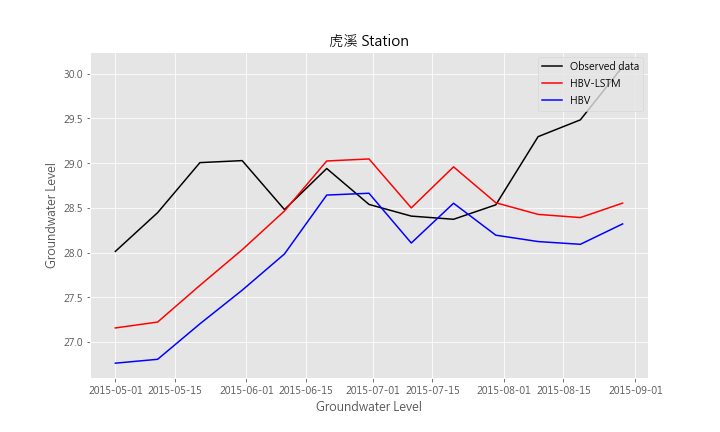 虎溪 Station
Observed data
HBV-LSTM
HBV
30.0
29.5
29.0
28.5
28.0
27.5
27.0
Groundwater Level
2015-05-01 2015-05-15 2015-06-01 2015-06-15 2015-07-01 2015-07-15 2015-08-01 2015-08-15 2015-09-01
Groundwater Level